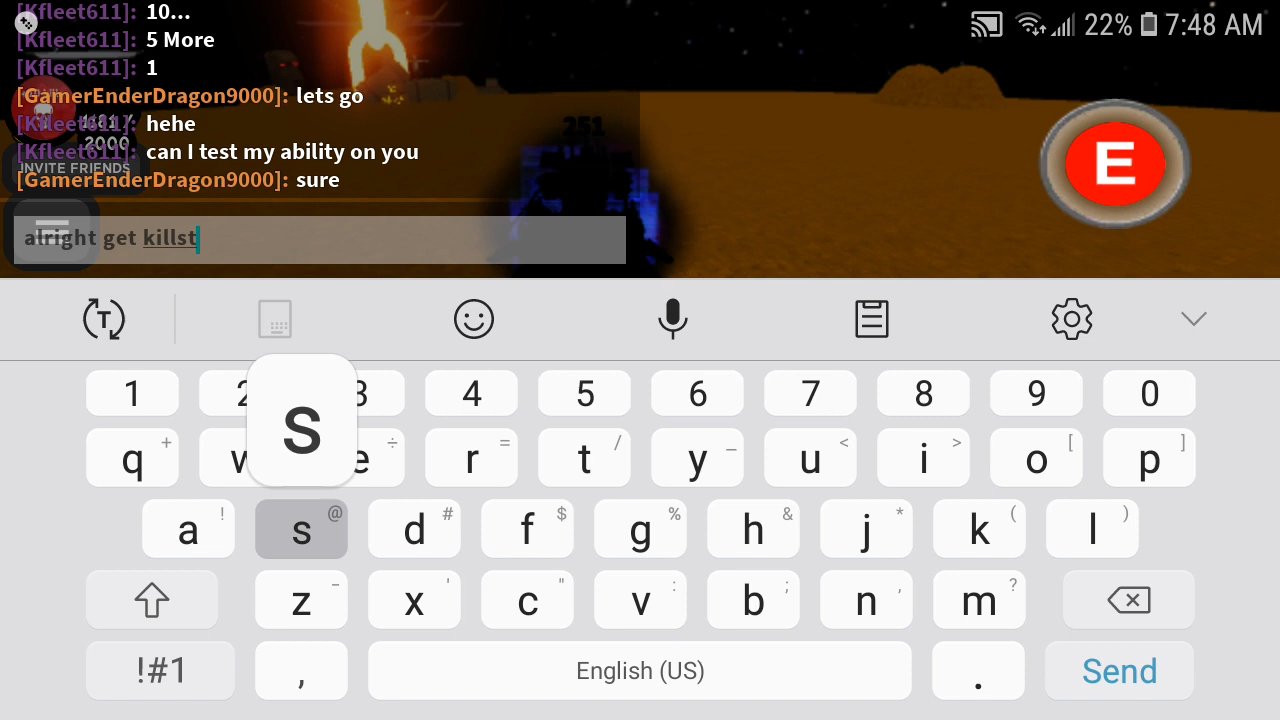 [Kfleet611]: 10...
22% 7:48 AM
[Kfleet611]: 5 More
[Kfleet611]: 1
[GamerEnderDragon9000]: lets go
[Kfleet611]: hehe
251
2000
[Kfleet611]: can I test my ability on you
INVITE FRIENDS
[GamerEnderDragon9000]: sure
E
alright get killst
T
1 2 3 4 5 6 7 8 9 0
s
q + w e ÷ r = t / y _ u < i > o [ p ]
a ! s @ d # f $ g % h & j * k ( l )
z - x ' c " v : b ; n , m ?
!#1 , English (US) . Send